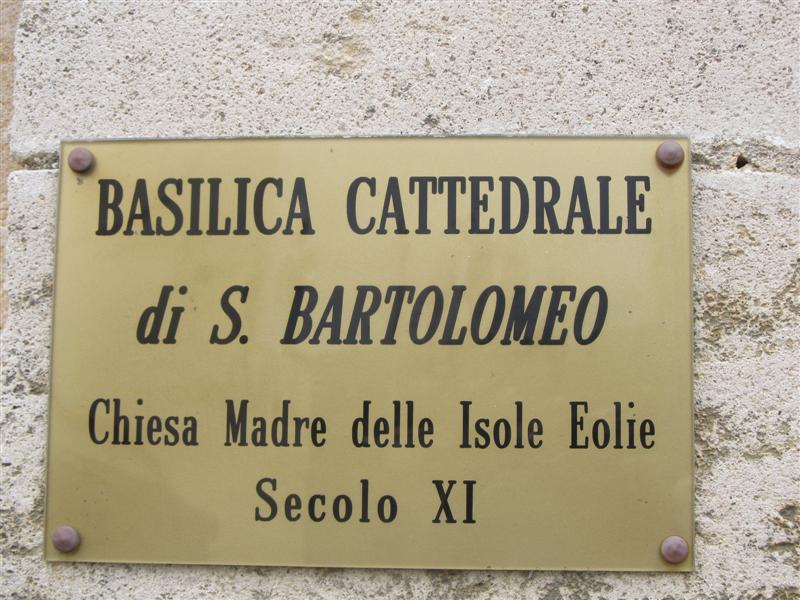 BASILICA CATTEDRALE
di S. BARTOLOMEO
Chiesa Madre delle Isole Eolie
Secolo XI